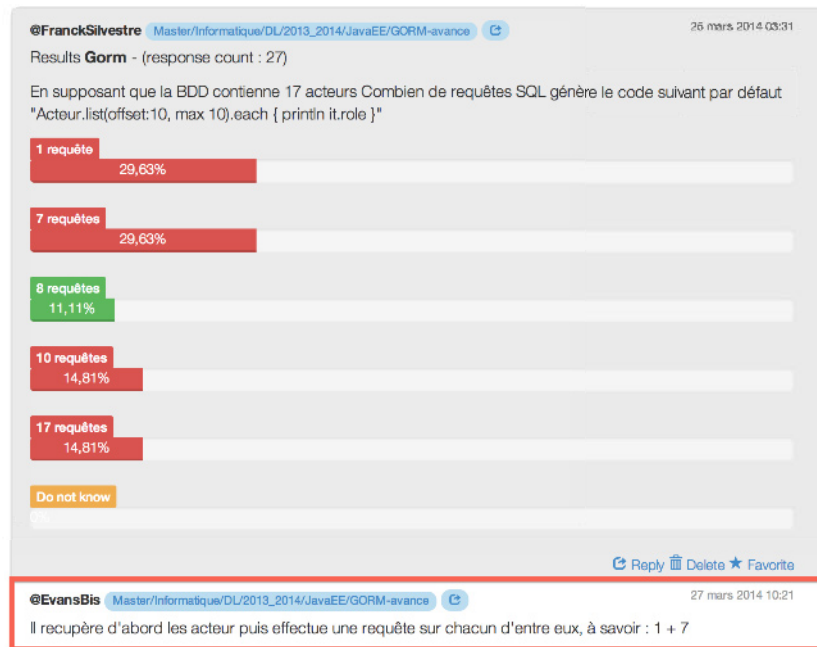 @FranckSilvestre Master/Informatique/DL/2013_2014/JavaEE/GORM-avance 26 mars 2014 03:31
Results Gorm - (response count : 27)
En supposant que la BDD contienne 17 acteurs Combien de requêtes SQL génère le code suivant par défaut
"Acteur.list(offset:10, max 10).each { println it.role }"
1 requête
29,63%
7 requêtes
29,63%
8 requêtes
11,11%
10 requêtes
14,81%
17 requêtes
14,81%
Do not know
Reply Delete Favorite
@EvansBis Master/Informatique/DL/2013_2014/JavaEE/GORM-avance 27 mars 2014 10:21
Il recupère d'abord les acteur puis effectue une requête sur chacun d'entre eux, à savoir : 1 + 7